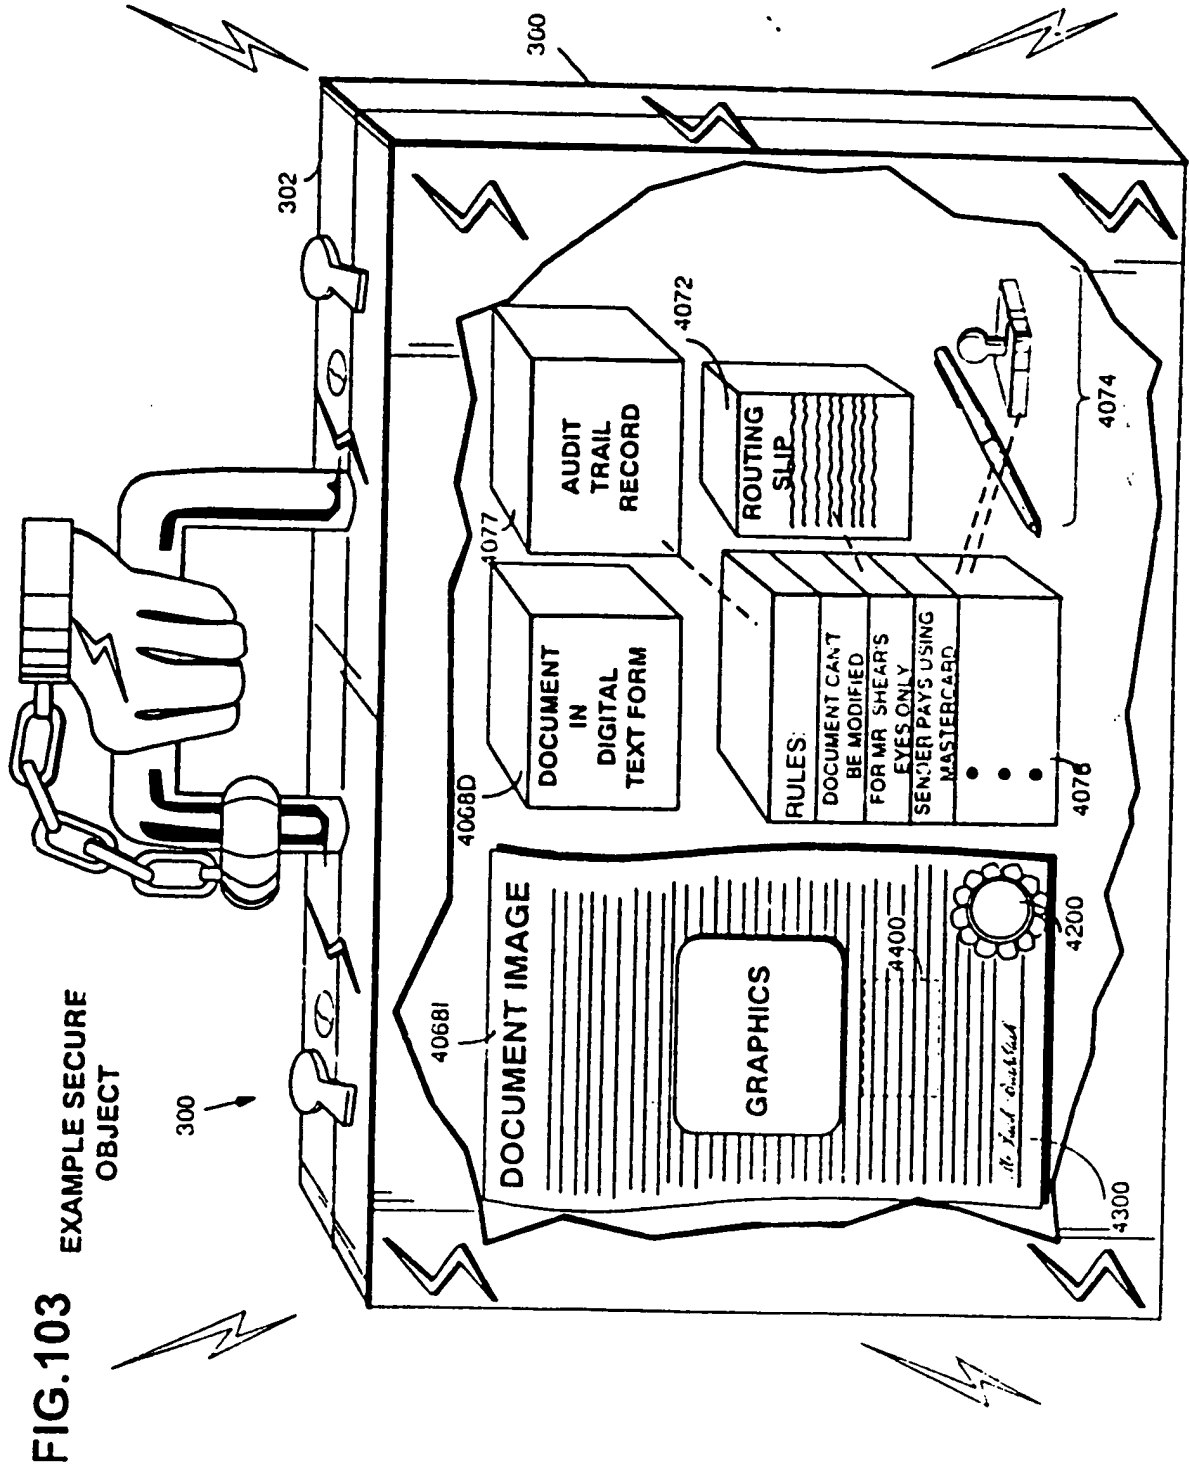 FIG.103
EXAMPLE SECURE
OBJECT
300
302
300
4068I
DOCUMENT IMAGE
GRAPHICS
4400
4300
4200
4068D
DOCUMENT
IN
DIGITAL
TEXT FORM
4077
AUDIT
TRAIL
RECORD
4072
ROUTING
SLIP
RULES:
DOCUMENT CAN'T
BE MODIFIED
FOR MR SHEAR'S
EYES ONLY
SENDER PAYS USING
MASTERCARD
4074